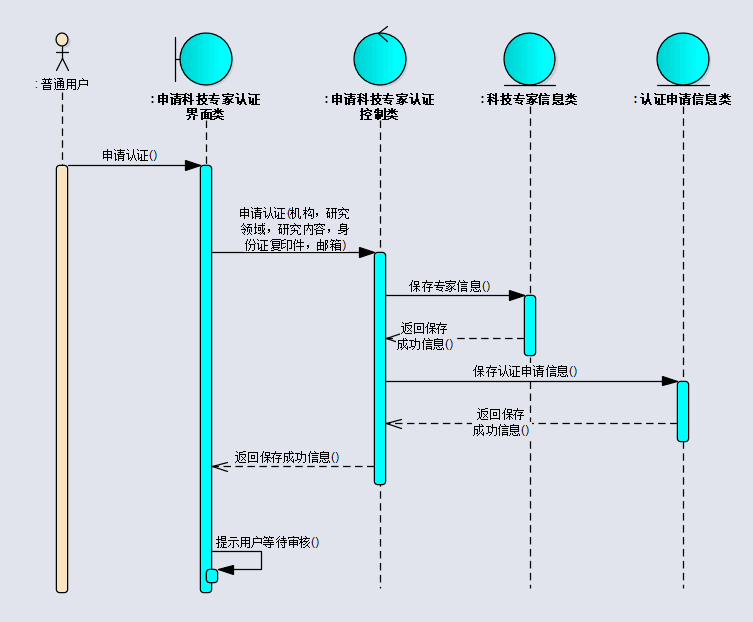 : 普通用户
: 申请科技专家认证
界面类
: 申请科技专家认证
控制类
: 科技专家信息类
: 认证申请信息类
申请认证()
申请认证(机构，研究
领域，研究内容，身
份证复印件，邮箱)
保存专家信息()
返回保存
成功信息()
保存认证申请信息()
返回保存
成功信息()
返回保存成功信息()
提示用户等待审核()